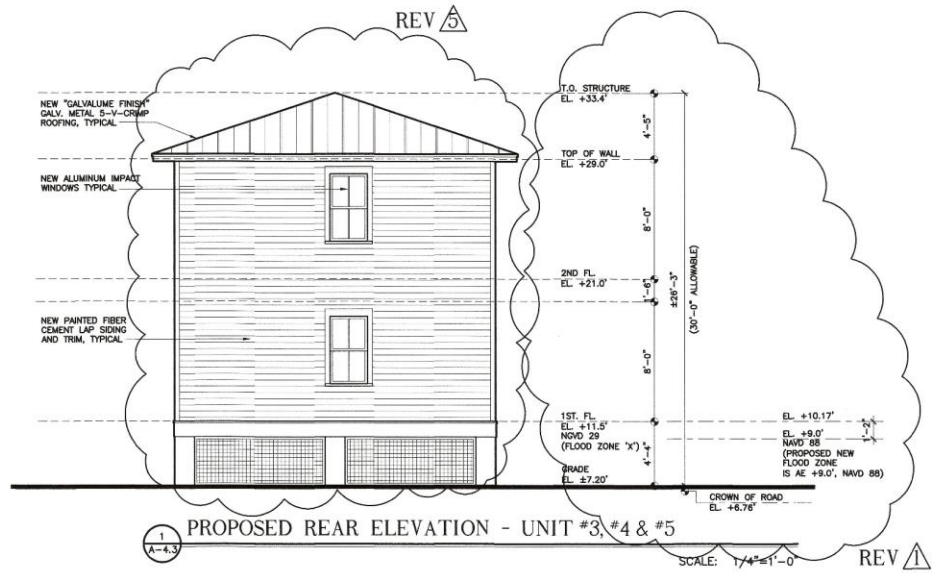 REV 5
T.O. STRUCTURE
EL. +33.4'
NEW "GALVALUME FINISH"
GALV. METAL 5-V-CRIMP
ROOFING, TYPICAL
4'-5"
TOP OF WALL
EL. +29.0'
NEW ALUMINUM IMPACT
WINDOWS TYPICAL
8'-0"
2ND FL.
EL. +21.0'
1'-6"
±26'-3"
(30'-0" ALLOWABLE)
NEW PAINTED FIBER
CEMENT LAP SIDING
AND TRIM, TYPICAL
8'-0"
1ST. FL.
EL. +11.5'
NGVD 29
(FLOOD ZONE 'X')
4'-4"
GRADE
EL. ±7.20'
EL. +10.17'
EL. +9.0'
NAVD 88
(PROPOSED NEW
FLOOD ZONE
IS AE +9.0', NAVD 88)
1'-2"
CROWN OF ROAD
EL. +6.76'
1
A-4.3
PROPOSED REAR ELEVATION - UNIT #3, #4 & #5
SCALE: 1/4"=1'-0"
REV 1